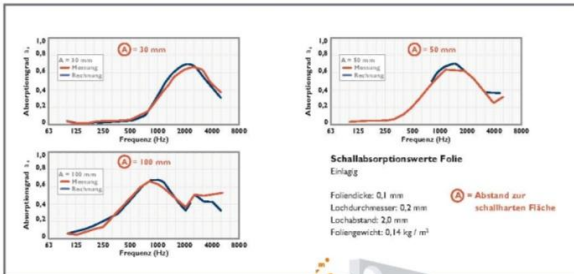 A = 30 mm
Absorptionsgrad
1,0
0,8
0,6
0,4
0,2
0
A = 30 mm
Messung
Rechnung
63 125 250 500 1000 2000 4000 8000
Frequenz (Hz)
A = 50 mm
Absorptionsgrad
1,0
0,8
0,6
0,4
0,2
0
A = 50 mm
Messung
Rechnung
63 125 250 500 1000 2000 4000 8000
Frequenz (Hz)
A = 100 mm
Absorptionsgrad
1,0
0,8
0,6
0,4
0,2
0
A = 100 mm
Messung
Rechnung
63 125 250 500 1000 2000 4000 8000
Frequenz (Hz)
Schallabsorptionswerte Folie
Einlagig
Foliendicke: 0,1 mm
Lochdurchmesser: 0,2 mm
Lochabstand: 2,0 mm
Foliengewicht: 0,14 kg / m²
A = Abstand zur
schallharten Fläche